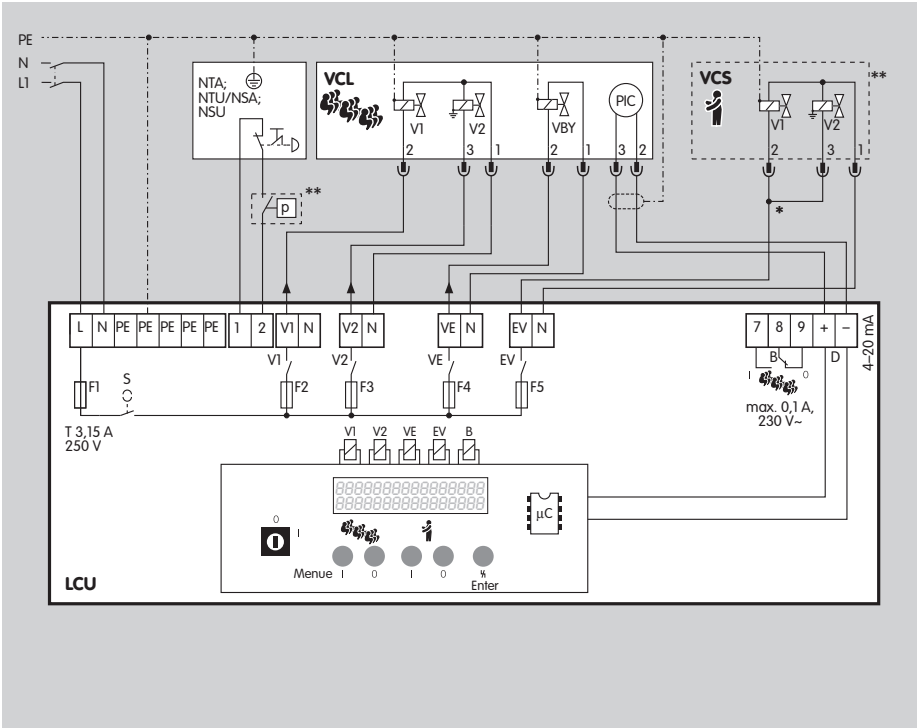 PE
N
L1
NTA;
NTU/NSA;
NSU
**
p
VCL
V1
V2
VBY
PIC
2
3
1
2
1
3
2
VCS
**
V1
V2
2
3
1
*
L N PE PE PE PE PE
1 2
V1 N
V2 N
VE N
EV N
7 8 9 + –
4–20 mA
V1
V2
VE
EV
F1
S
F2
F3
F4
F5
T 3,15 A
250 V
B
D
I
0
max. 0,1 A,
230 V~
V1 V2 VE EV B
0
I
µC
Menue I 0 I 0
Enter
LCU